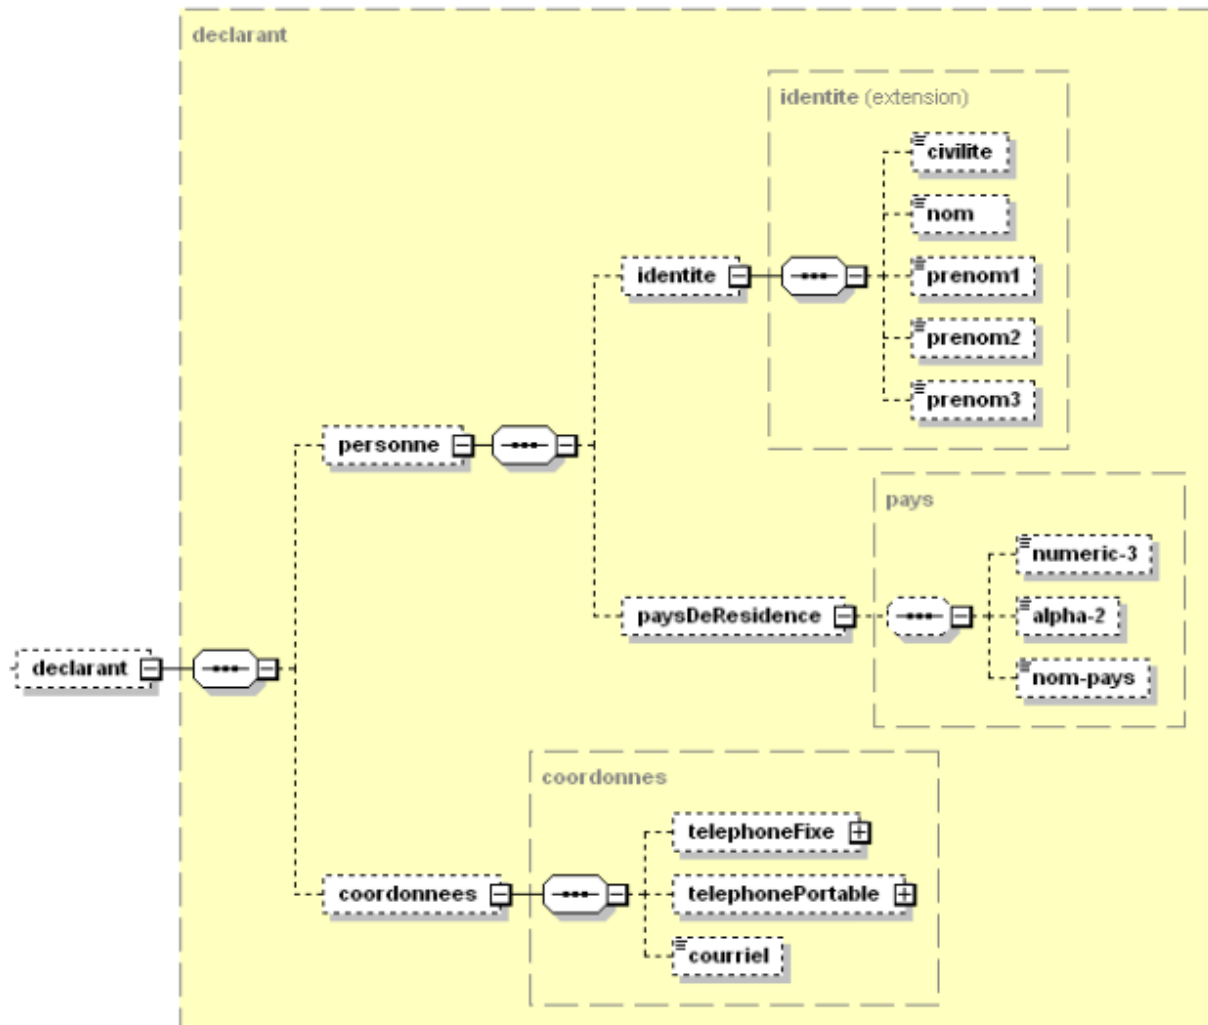 declarant
identite (extension)
civilite
nom
identite
prenom1
prenom2
prenom3
personne
pays
numeric-3
paysDeResidence
alpha-2
declarant
nom-pays
coordonnes
telephoneFixe
coordonnees
telephonePortable
courriel